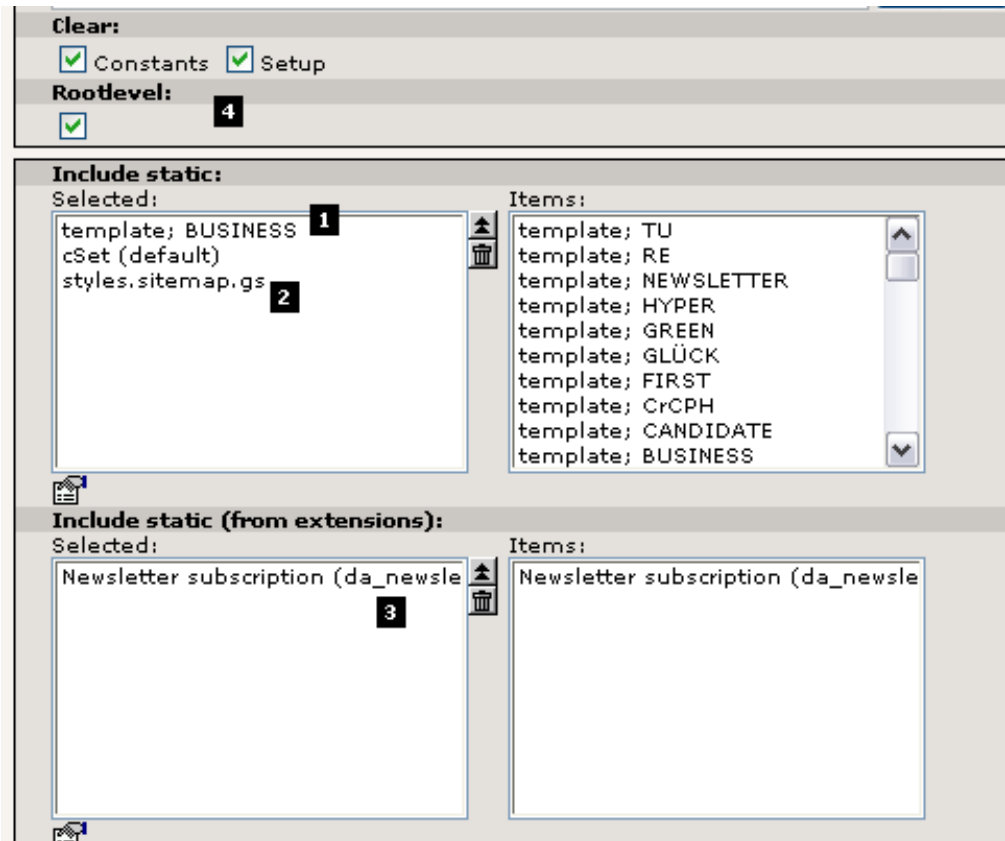 Clear:
Constants Setup
Rootlevel:
4
Include static:
Selected:
template; BUSINESS 1
cSet (default)
styles.sitemap.gs 2
Items:
template; TU
template; RE
template; NEWSLETTER
template; HYPER
template; GREEN
template; GLÜCK
template; FIRST
template; CrCPH
template; CANDIDATE
template; BUSINESS
Include static (from extensions):
Selected:
Newsletter subscription (da_newsle
3
Items:
Newsletter subscription (da_newsle